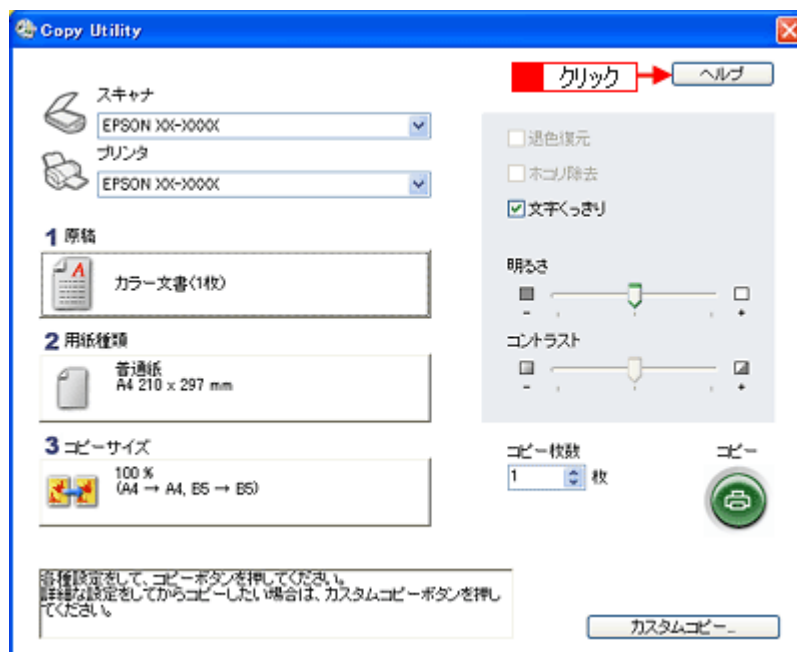 Copy Utility
クリック
ヘルプ
スキャナ
EPSON XX-XXXX
プリンタ
EPSON XX-XXXX
退色復元
ホコリ除去
文字くっきり
1 原稿
カラー文書(1枚)
明るさ
- +
2 用紙種類
普通紙
A4 210 x 297 mm
コントラスト
- +
3 コピーサイズ
100 %
(A4 → A4, B5 → B5)
コピー枚数
1 枚
コピー
各種設定をして、コピーボタンを押してください。
詳細な設定をしてからコピーしたい場合は、カスタムコピーボタンを押し
てください。
カスタムコピー...